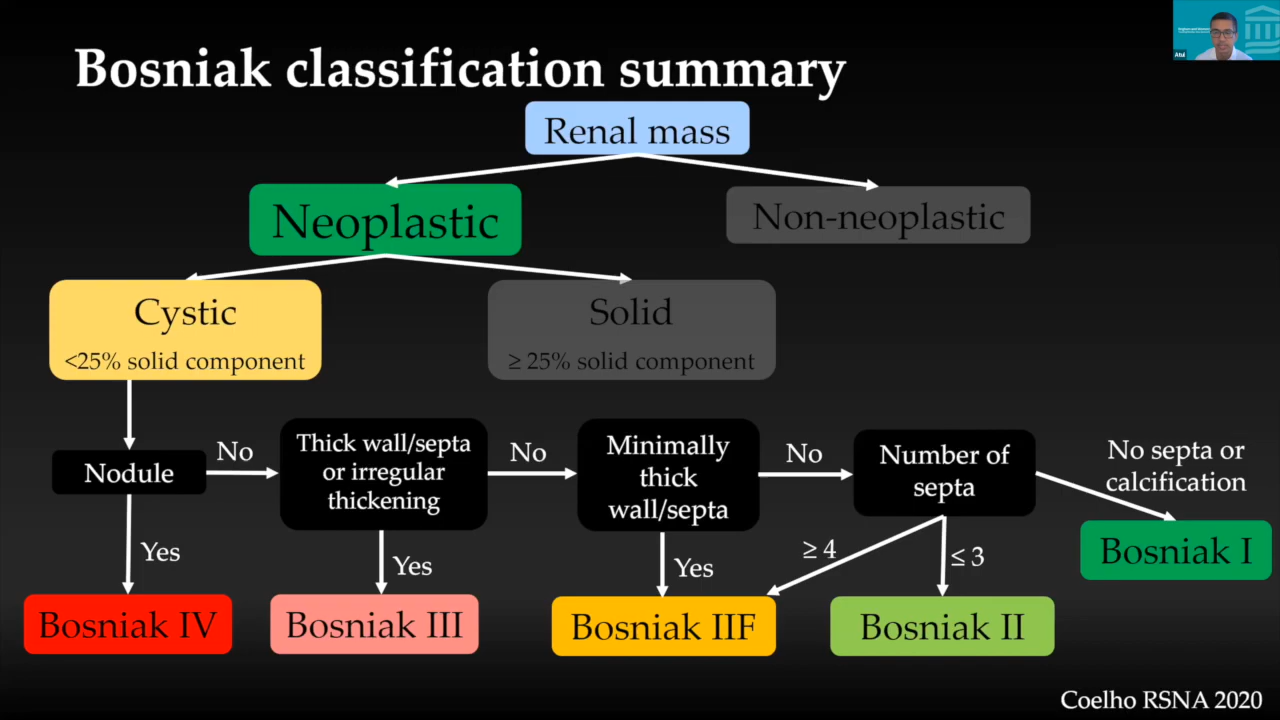 Bosniak classification summary
Renal mass
Neoplastic
Non-neoplastic
Cystic
<25% solid component
Solid
≥ 25% solid component
Nodule
No
Thick wall/septa
or irregular
thickening
No
Minimally
thick
wall/septa
No
Number of
septa
No septa or
calcification
Yes
Yes
Yes
≥ 4
≤ 3
Bosniak I
Bosniak IV
Bosniak III
Bosniak IIF
Bosniak II
Coelho RSNA 2020
Atul